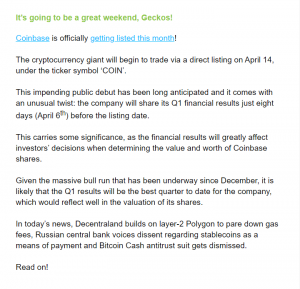 It's going to be a great weekend, Geckos!
Coinbase is officially getting listed this month!
The cryptocurrency giant will begin to trade via a direct listing on April 14,
under the ticker symbol 'COIN'.
This impending public debut has been long anticipated and it comes with
an unusual twist: the company will share its Q1 financial results just eight
days (April 6th) before the listing date.
This carries some significance, as the financial results will greatly affect
investors' decisions when determining the value and worth of Coinbase
shares.
Given the massive bull run that has been underway since December, it is
likely that the Q1 results will be the best quarter to date for the company,
which would reflect well in the valuation of its shares.
In today's news, Decentraland builds on layer-2 Polygon to pare down gas
fees, Russian central bank voices dissent regarding stablecoins as a
means of payment and Bitcoin Cash antitrust suit gets dismissed.
Read on!